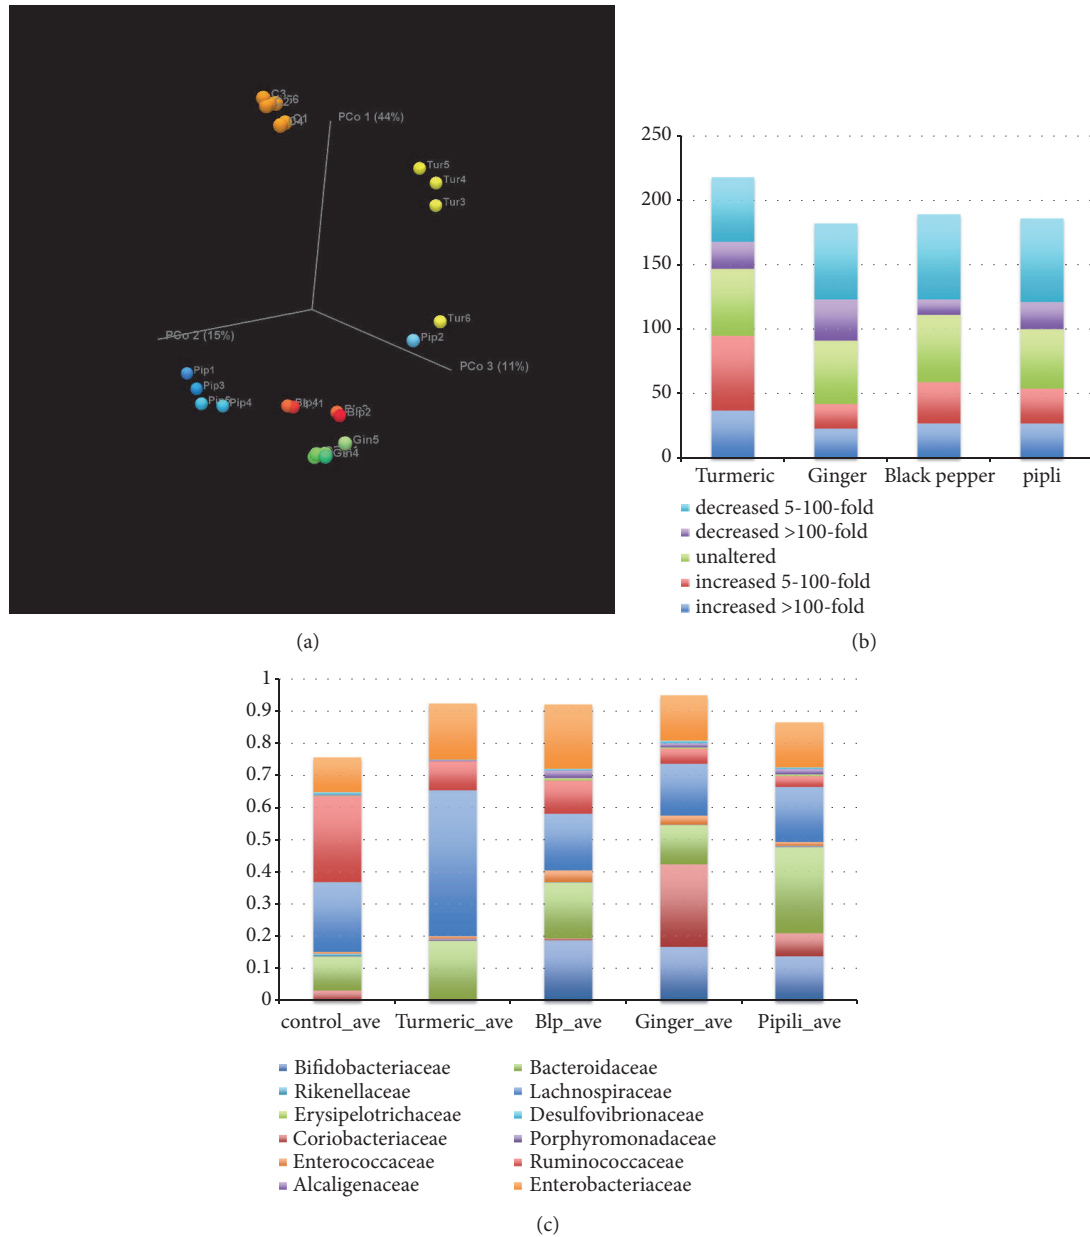 PCo 1 (44%)
Tur5
Tur4
Tur3
Tur6
Pip2
PCo 2 (15%)
PCo 3 (11%)
Pip1
Pip3
Pip4
Blp4
Blp2
Gin5
Gin4
(a)
250
200
150
100
50
0
Turmeric Ginger Black pepper pipli
decreased 5-100-fold
decreased >100-fold
unaltered
increased 5-100-fold
increased >100-fold
(b)
1
0.9
0.8
0.7
0.6
0.5
0.4
0.3
0.2
0.1
0
control_ave Turmeric_ave Blp_ave Ginger_ave Pipili_ave
Bifidobacteriaceae Bacteroidaceae
Rikenellaceae Lachnospiraceae
Erysipelotrichaceae Desulfovibrionaceae
Coriobacteriaceae Porphyromonadaceae
Enterococcaceae Ruminococcaceae
Alcaligenaceae Enterobacteriaceae
(c)